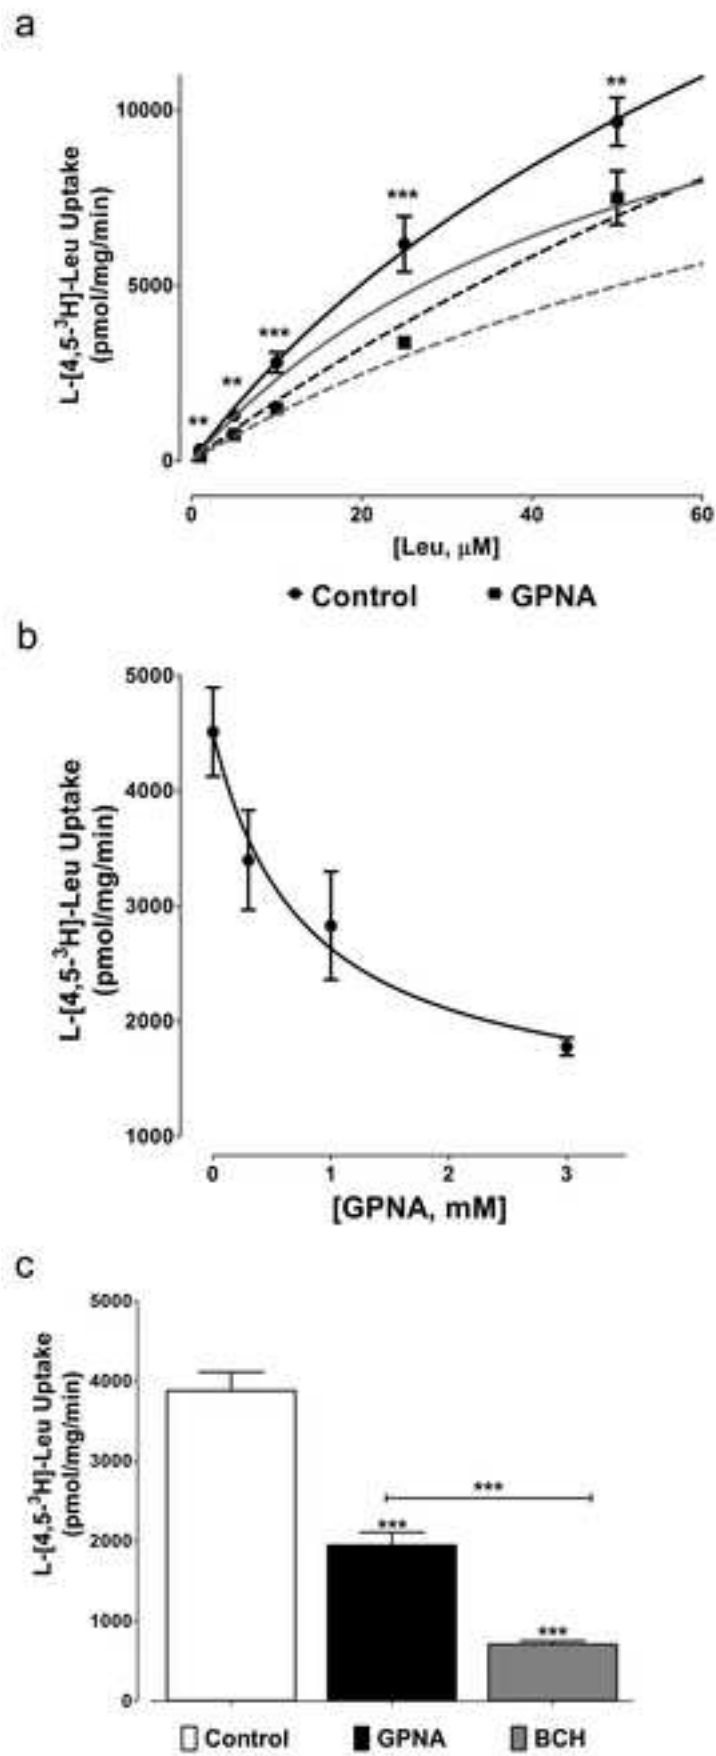 a
L-[4,5-³H]-Leu Uptake
(pmol/mg/min)
10000
5000
0
**
**
***
***
**
0 20 40 60
[Leu, μM]
Control GPNA
b
L-[4,5-³H]-Leu Uptake
(pmol/mg/min)
5000
4000
3000
2000
1000
0 1 2 3
[GPNA, mM]
c
L-[4,5-³H]-Leu Uptake
(pmol/mg/min)
5000
4000
3000
2000
1000
0
***
***
***
Control GPNA BCH